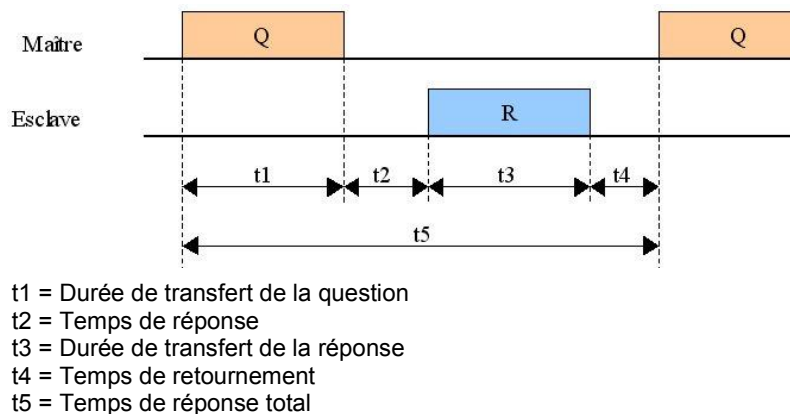 Maître Q Q
Esclave R
t1 t2 t3 t4
t5
t1 = Durée de transfert de la question
t2 = Temps de réponse
t3 = Durée de transfert de la réponse
t4 = Temps de retournement
t5 = Temps de réponse total